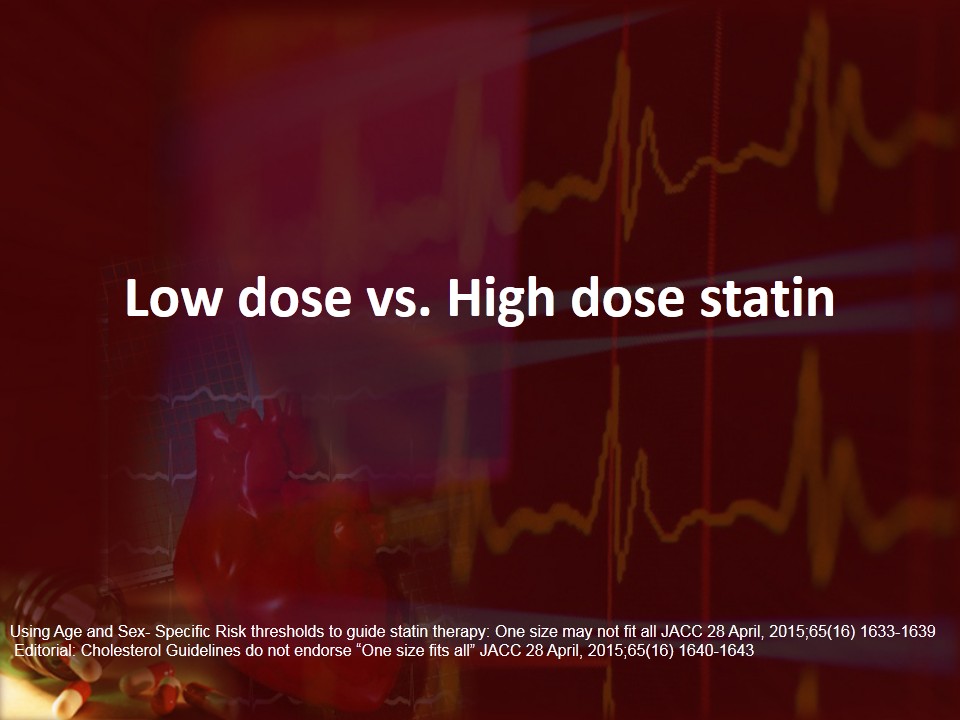 Low dose vs. High dose statin
Using Age and Sex- Specific Risk thresholds to guide statin therapy: One size may not fit all JACC 28 April, 2015;65(16) 1633-1639
Editorial: Cholesterol Guidelines do not endorse “One size fits all” JACC 28 April, 2015;65(16) 1640-1643